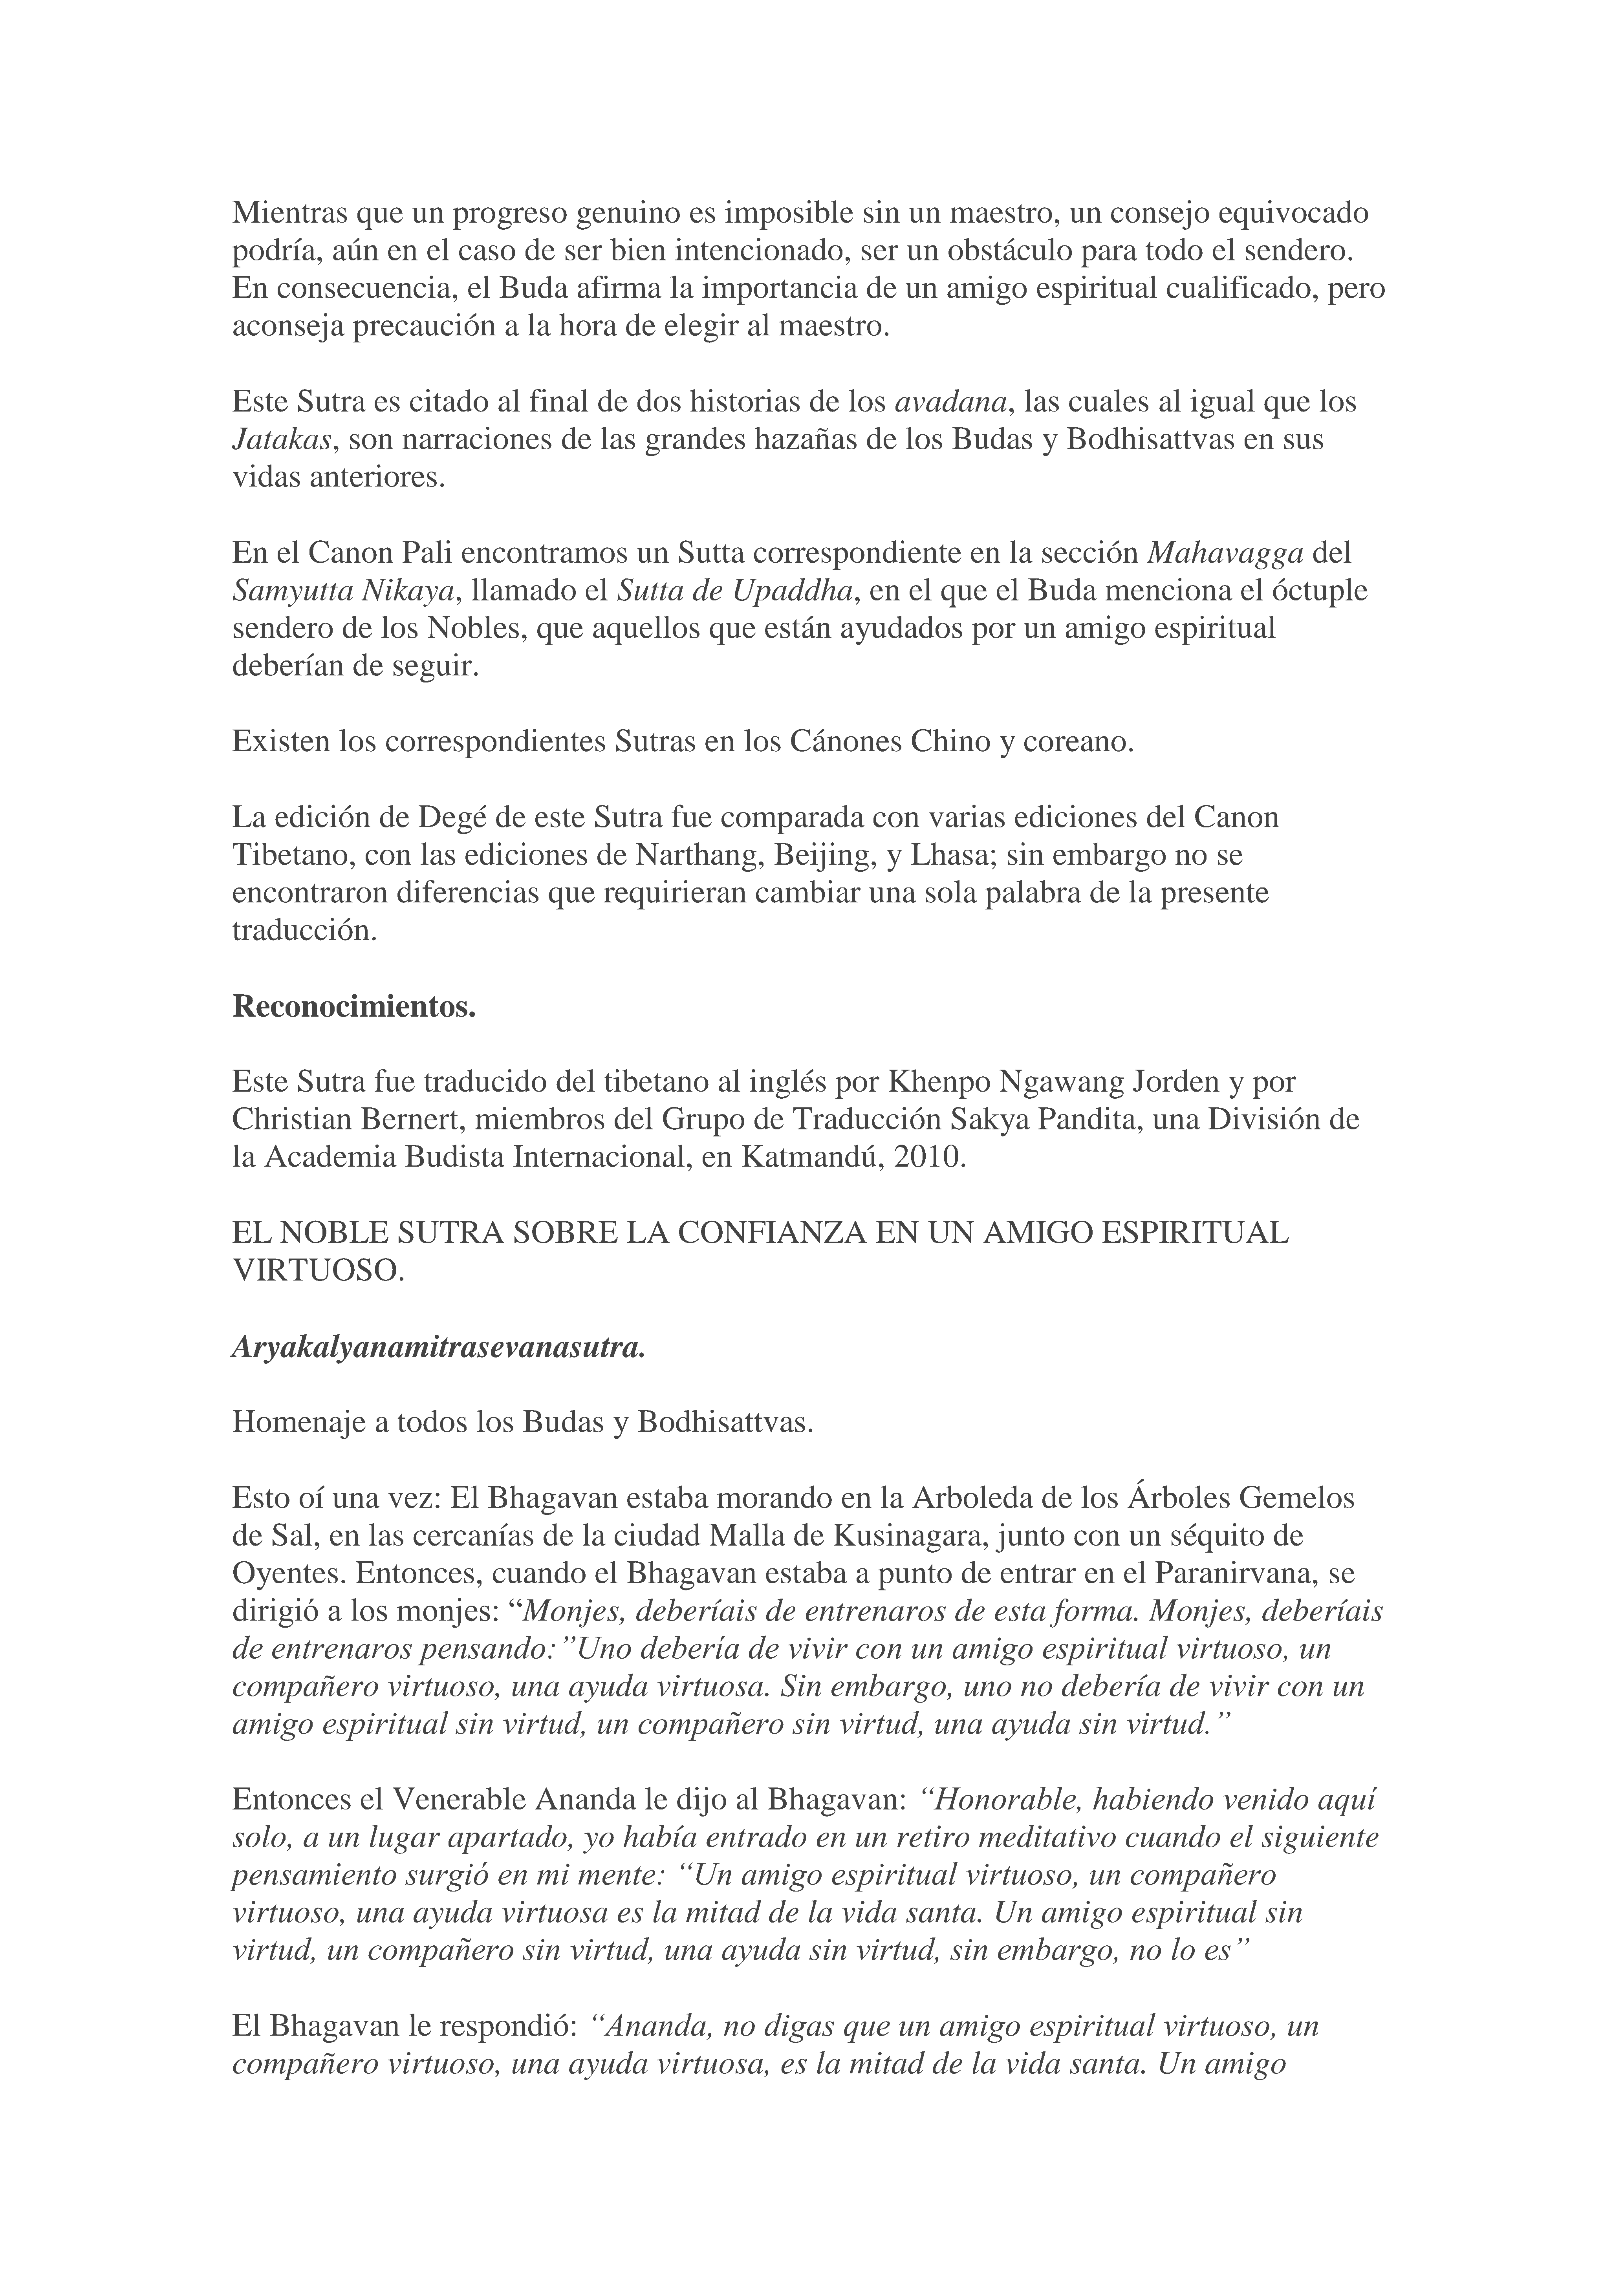 Mientras que un progreso genuino es imposible sin un maestro, un consejo equivocado
podría, aún en el caso de ser bien intencionado, ser un obstáculo para todo el sendero.
En consecuencia, el Buda afirma la importancia de un amigo espiritual cualificado, pero
aconseja precaución a la hora de elegir al maestro.
Este Sutra es citado al final de dos historias de los avadana, las cuales al igual que los
Jatakas, son narraciones de las grandes hazañas de los Budas y Bodhisattvas en sus
vidas anteriores.
En el Canon Pali encontramos un Sutta correspondiente en la sección Mahavagga del
Samyutta Nikaya, llamado el Sutta de Upaddha, en el que el Buda menciona el óctuple
sendero de los Nobles, que aquellos que están ayudados por un amigo espiritual
deberían de seguir.
Existen los correspondientes Sutras en los Cánones Chino y coreano.
La edición de Degé de este Sutra fue comparada con varias ediciones del Canon
Tibetano, con las ediciones de Narthang, Beijing, y Lhasa; sin embargo no se
encontraron diferencias que requirieran cambiar una sola palabra de la presente
traducción.
Reconocimientos.
Este Sutra fue traducido del tibetano al inglés por Khenpo Ngawang Jorden y por
Christian Bernert, miembros del Grupo de Traducción Sakya Pandita, una División de
la Academia Budista Internacional, en Katmandú, 2010.
EL NOBLE SUTRA SOBRE LA CONFIANZA EN UN AMIGO ESPIRITUAL
VIRTUOSO.
Aryakalyanamitrasevanasutra.
Homenaje a todos los Budas y Bodhisattvas.
Esto oí una vez: El Bhagavan estaba morando en la Arboleda de los Árboles Gemelos
de Sal, en las cercanías de la ciudad Malla de Kusinagara, junto con un séquito de
Oyentes. Entonces, cuando el Bhagavan estaba a punto de entrar en el Paranirvana, se
dirigió a los monjes: “Monjes, deberíais de entrenaros de esta forma. Monjes, deberíais
de entrenaros pensando:”Uno debería de vivir con un amigo espiritual virtuoso, un
compañero virtuoso, una ayuda virtuosa. Sin embargo, uno no debería de vivir con un
amigo espiritual sin virtud, un compañero sin virtud, una ayuda sin virtud.”
Entonces el Venerable Ananda le dijo al Bhagavan: “Honorable, habiendo venido aquí
solo, a un lugar apartado, yo había entrado en un retiro meditativo cuando el siguiente
pensamiento surgió en mi mente: “Un amigo espiritual virtuoso, un compañero
virtuoso, una ayuda virtuosa es la mitad de la vida santa. Un amigo espiritual sin
virtud, un compañero sin virtud, una ayuda sin virtud, sin embargo, no lo es”
El Bhagavan le respondió: “Ananda, no digas que un amigo espiritual virtuoso, un
compañero virtuoso, una ayuda virtuosa, es la mitad de la vida santa. Un amigo